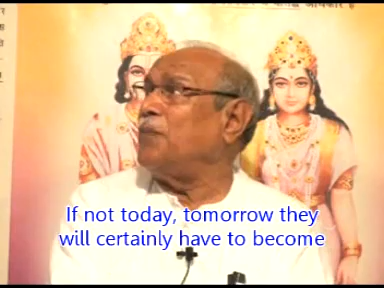 If not today, tomorrow they
will certainly have to become